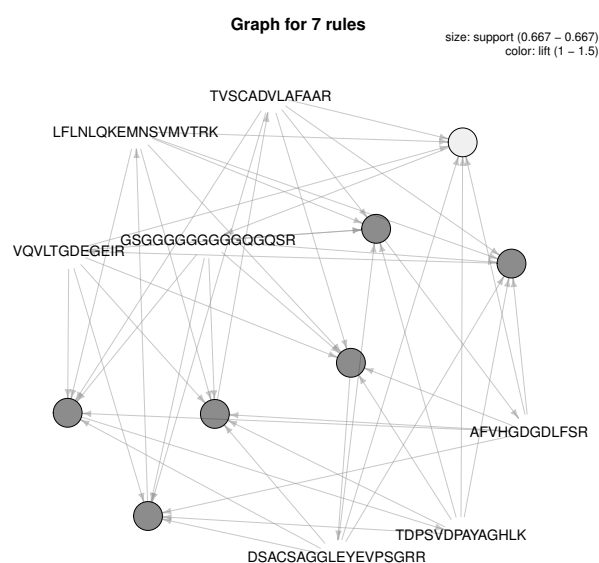 Graph for 7 rules
size: support (0.667 − 0.667)
color: lift (1 − 1.5)
TVSCADVLAFAAR
LFLNLQKEMNSVMVTRK
GSGGGGGGGGGQGQSR
VQVLTGDEGEIR
AFVHGDGDLFSR
TDPSVDPAYAGHLK
DSACSAGGLEYEVPSGRR